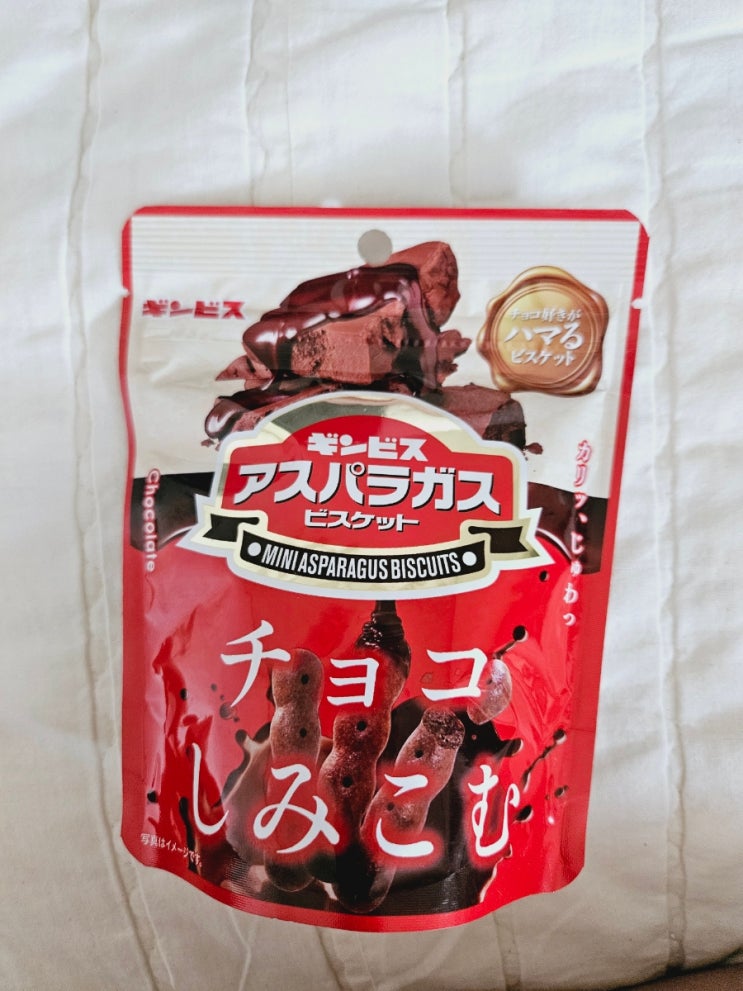 ギンビス
チョコ好きが
ハマる
ビスケット
ギンビス
アスパラガス
ビスケット
MINI ASPARAGUS BISCUITS
Chocolate
カリッ、じゅわっ
チョコ
しみこむ
写真はイメージです。